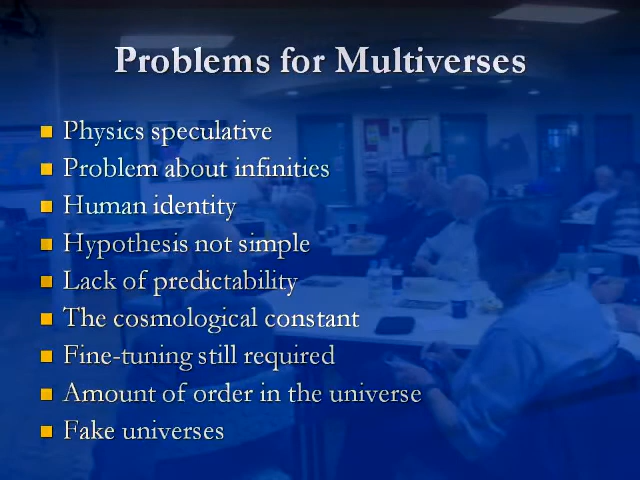 Problems for Multiverses
Physics speculative
Problem about infinities
Human identity
Hypothesis not simple
Lack of predictability
The cosmological constant
Fine-tuning still required
Amount of order in the universe
Fake universes